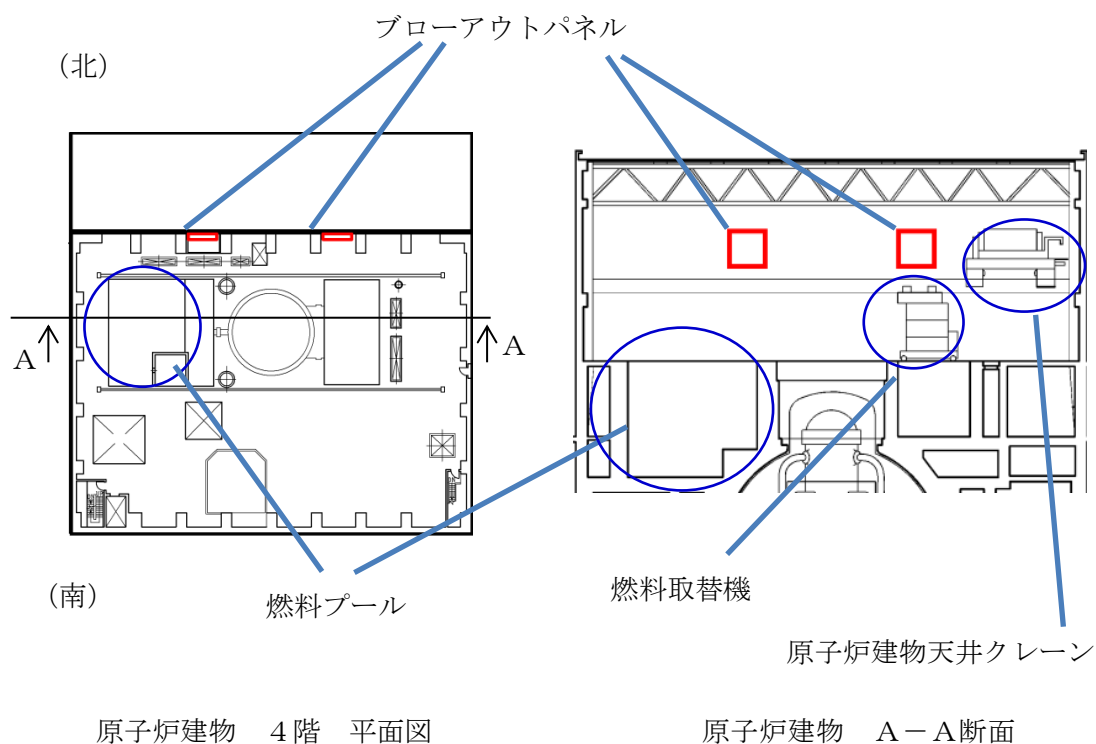 ブローアウトパネル
（北）
A
A
（南）
燃料プール
燃料取替機
原子炉建物天井クレーン
原子炉建物　４階　平面図
原子炉建物　A－A断面